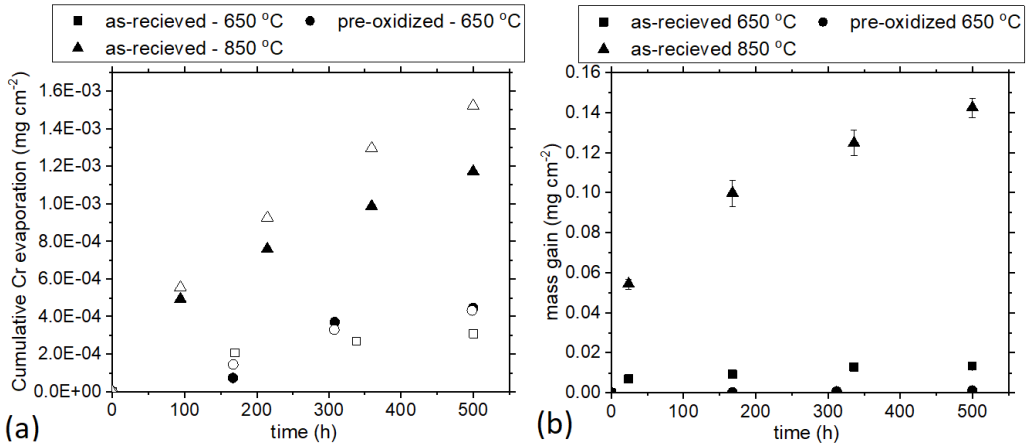 as-recieved - 650 °C pre-oxidized - 650 °C
as-recieved - 850 °C
Cumulative Cr evaporation (mg cm-2)
1.6E-03
1.4E-03
1.2E-03
1.0E-03
8.0E-04
6.0E-04
4.0E-04
2.0E-04
0.0E+00
0 100 200 300 400 500
time (h)
(a)
as-recieved 650 °C pre-oxidized 650 °C
as-recieved 850 °C
mass gain (mg cm-2)
0.16
0.14
0.12
0.10
0.08
0.06
0.04
0.02
0.00
0 100 200 300 400 500
time (h)
(b)